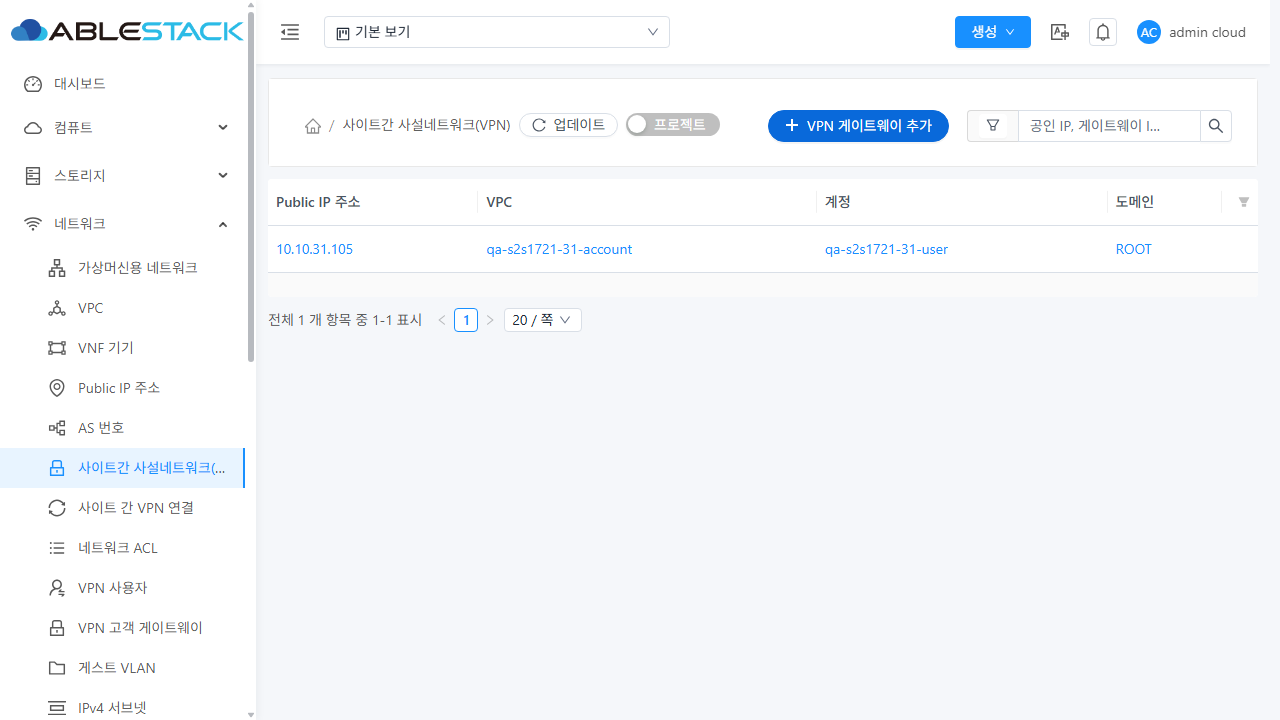 ABLESTACK
기본 보기
생성
AC
admin cloud
대시보드
컴퓨트
스토리지
네트워크
가상머신용 네트워크
VPC
VNF 기기
Public IP 주소
AS 번호
사이트간 사설네트워크(...
사이트 간 VPN 연결
네트워크 ACL
VPN 사용자
VPN 고객 게이트웨이
게스트 VLAN
IPv4 서브넷
/ 사이트간 사설네트워크(VPN)
업데이트
프로젝트
VPN 게이트웨이 추가
공인 IP, 게이트웨이 I...
Public IP 주소 VPC 계정 도메인
10.10.31.105 qa-s2s1721-31-account qa-s2s1721-31-user ROOT
전체 1 개 항목 중 1-1 표시 1 20 / 쪽